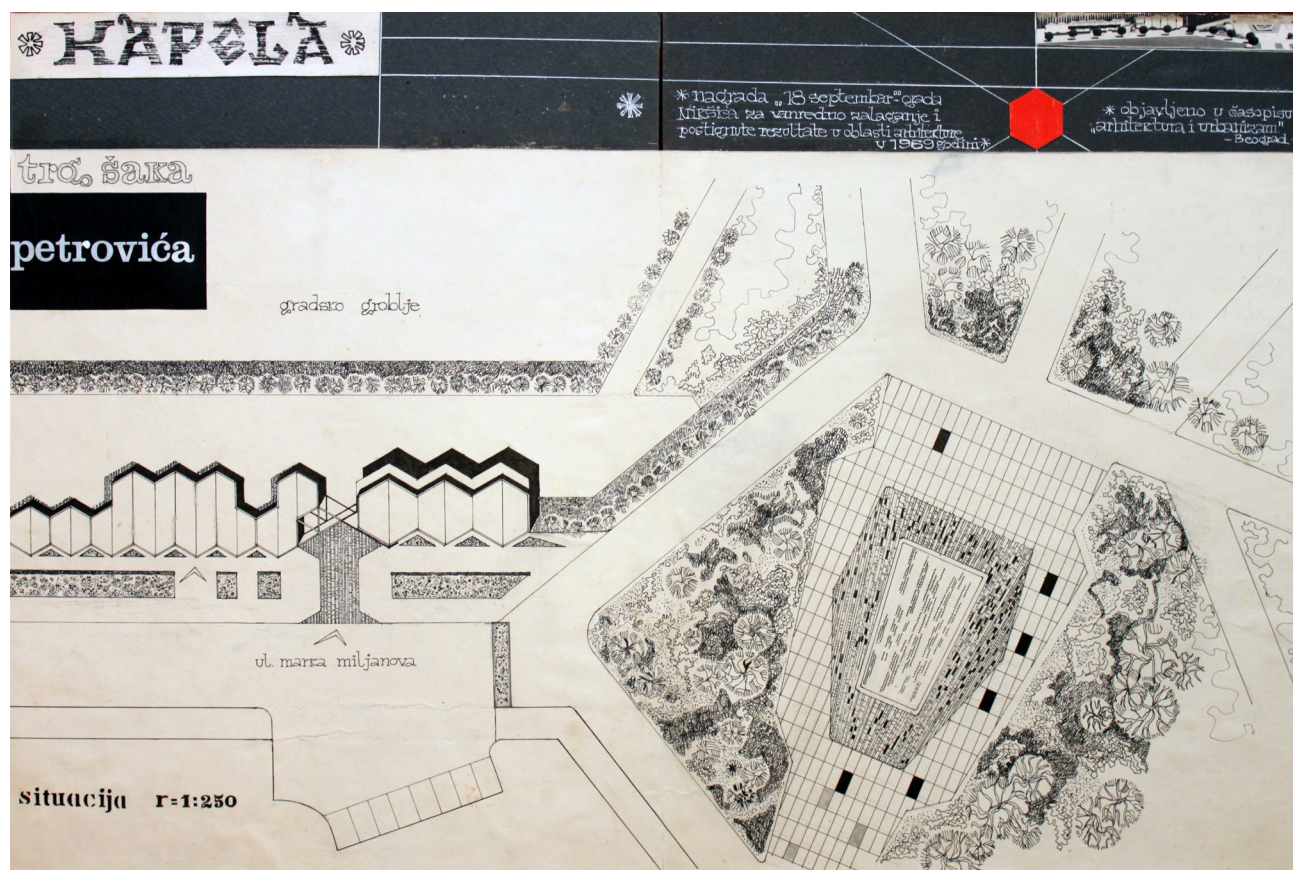 KAPELA
* nagrada „18 septembar“ grada
Nikšića za vanredno zalaganje i
postignute rezultate u oblasti arhitekture
u 1969 godini *
* objavljeno u časopisu
„arhitektura i urbanizam”
- Beograd -
trg. šaka
petrovića
gradsko groblje
ul. marka miljanova
situacija r=1:250